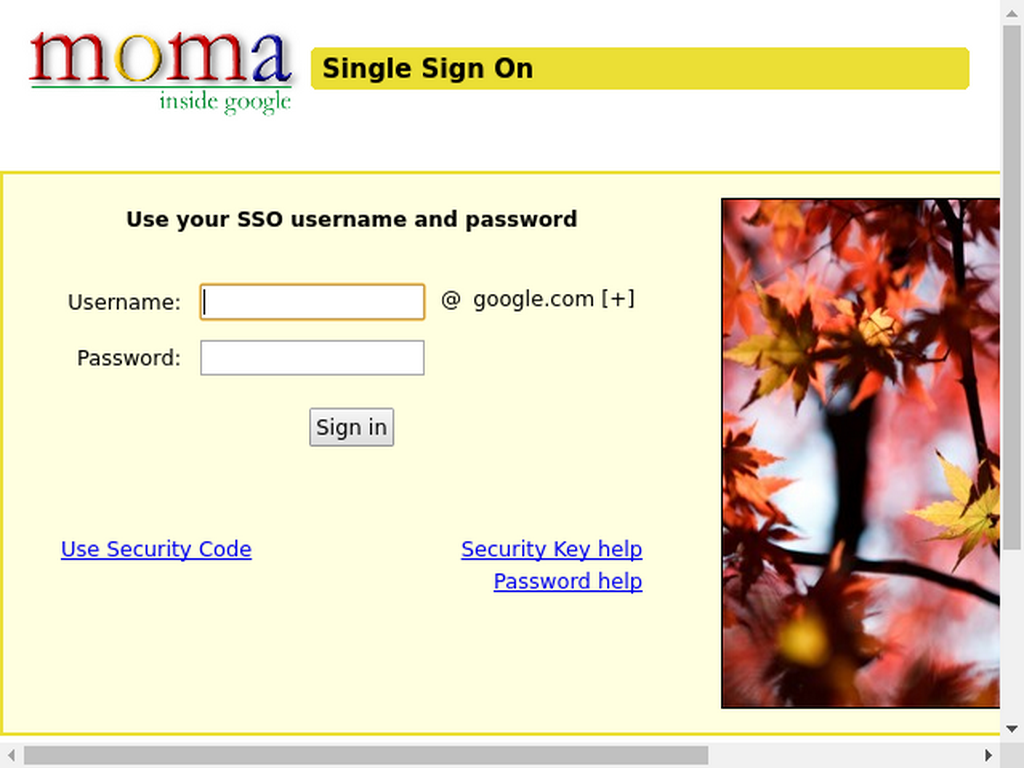 moma
inside google
Single Sign On
Use your SSO username and password
Username:
@ google.com [+]
Password:
Sign in
Use Security Code
Security Key help
Password help